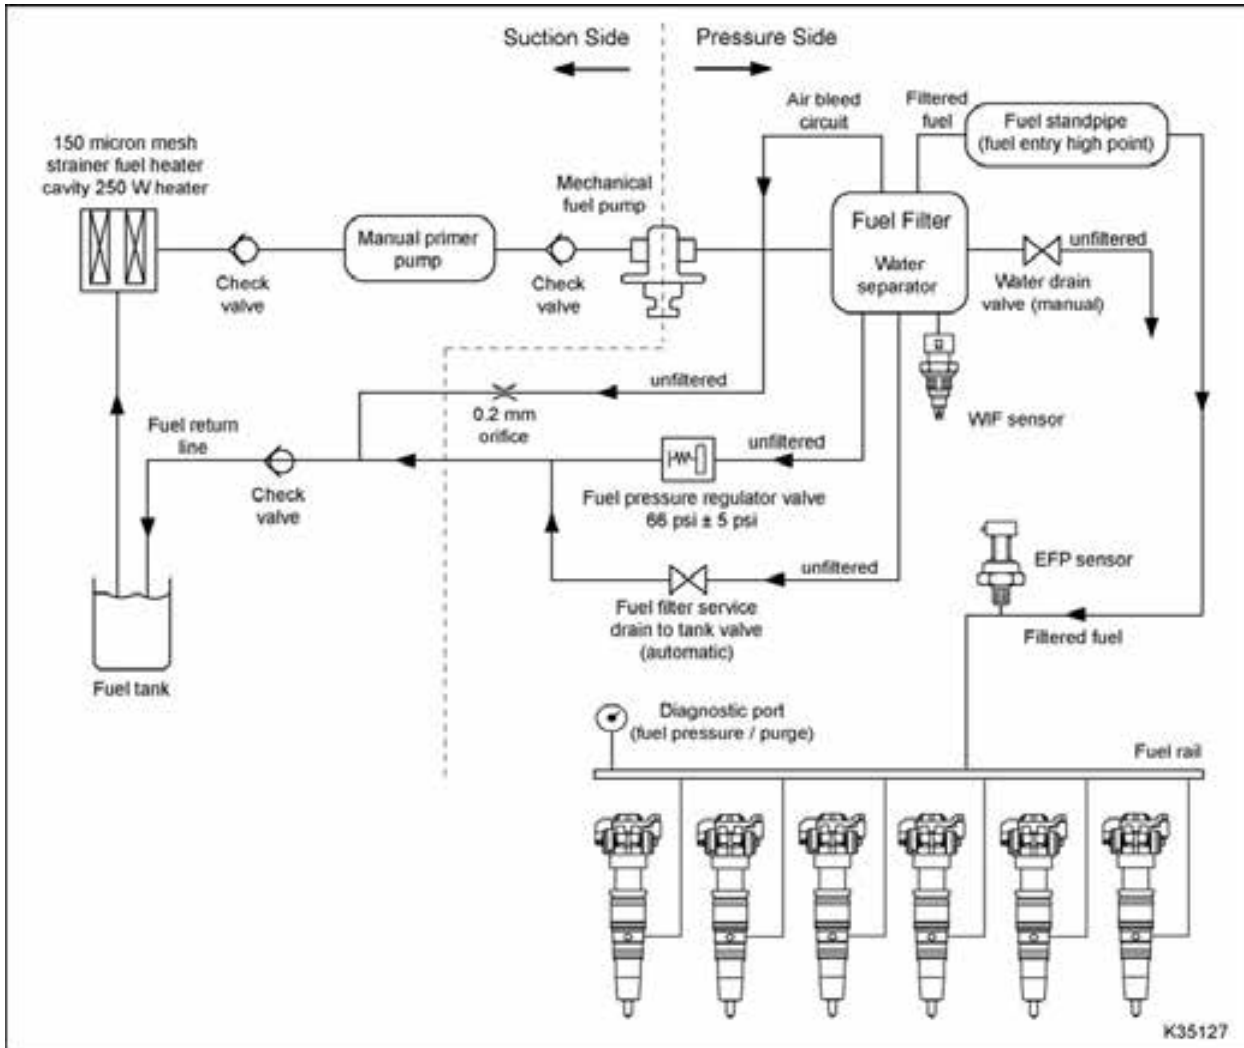 Suction Side
Pressure Side
Air bleed
circuit
Filtered
fuel
Fuel standpipe
(fuel entry high point)
150 micron mesh
strainer fuel heater
cavity 250 W heater
Mechanical
fuel pump
Manual primer
pump
Check
valve
Check
valve
Fuel Filter
Water
separator
unfiltered
Water drain
valve (manual)
unfiltered
0.2 mm
orifice
WIF sensor
Fuel return
line
Check
valve
unfiltered
Fuel pressure regulator valve
66 psi ± 5 psi
EFP sensor
unfiltered
Fuel filter service
drain to tank valve
(automatic)
Filtered fuel
Fuel tank
Diagnostic port
(fuel pressure / purge)
Fuel rail
K35127